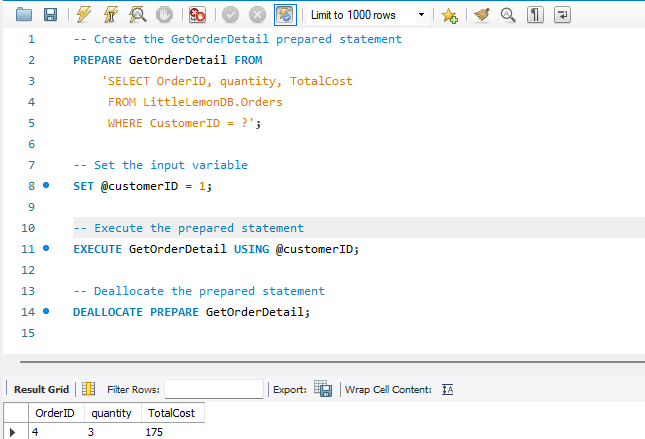 Limit to 1000 rows
1 -- Create the GetOrderDetail prepared statement
2 PREPARE GetOrderDetail FROM
3 'SELECT OrderID, quantity, TotalCost
4 FROM LittleLemonDB.Orders
5 WHERE CustomerID = ?';
6
7 -- Set the input variable
8 SET @customerID = 1;
9
10 -- Execute the prepared statement
11 EXECUTE GetOrderDetail USING @customerID;
12
13 -- Deallocate the prepared statement
14 DEALLOCATE PREPARE GetOrderDetail;
15
Result Grid Filter Rows: Export: Wrap Cell Content:
OrderID quantity TotalCost
4 3 175